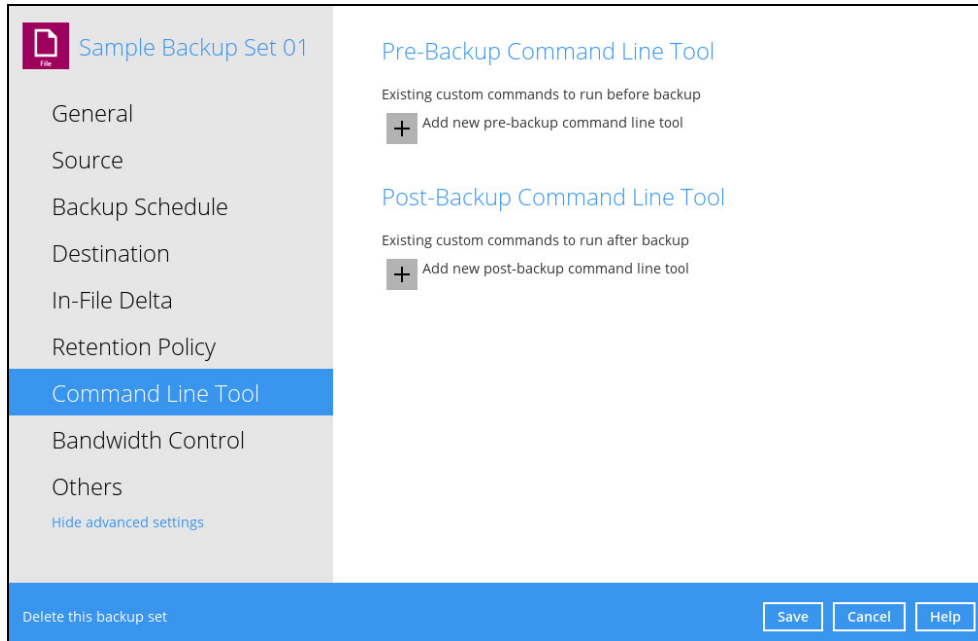 File
Sample Backup Set 01
General
Source
Backup Schedule
Destination
In-File Delta
Retention Policy
Command Line Tool
Bandwidth Control
Others
Hide advanced settings
Pre-Backup Command Line Tool
Existing custom commands to run before backup
Add new pre-backup command line tool
Post-Backup Command Line Tool
Existing custom commands to run after backup
Add new post-backup command line tool
Delete this backup set
Save
Cancel
Help